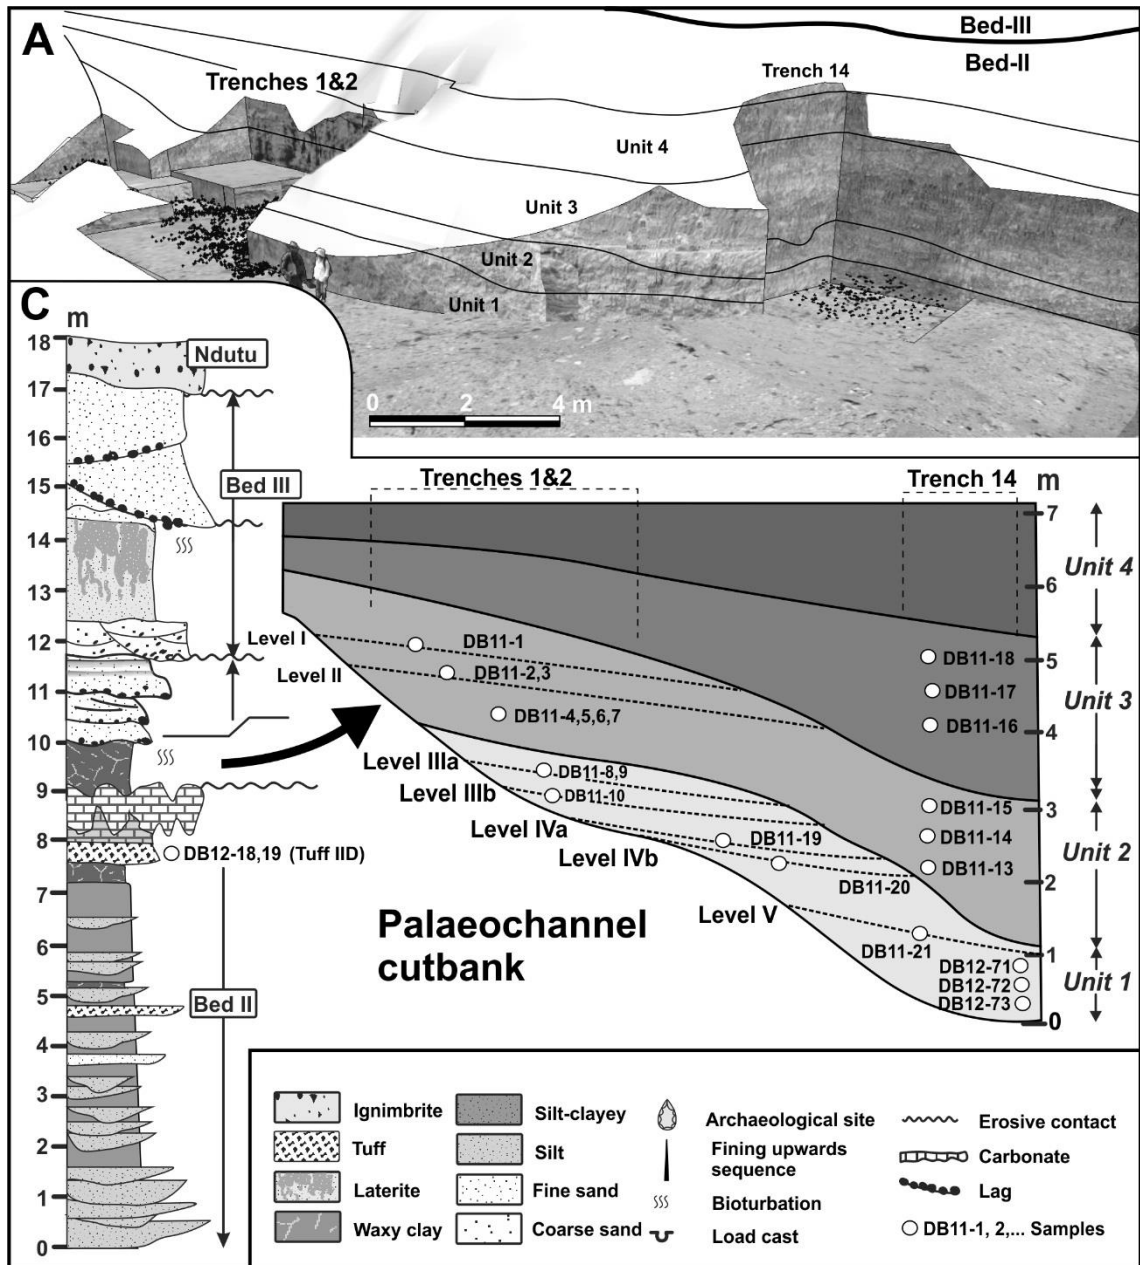 A
Bed-III
Bed-II
Trenches 1&2
Trench 14
Unit 4
Unit 3
Unit 2
Unit 1
0 2 4 m
C
m
18
17
16
15
14
13
12
11
10
9
8
7
6
5
4
3
2
1
0
Ndutu
Bed III
DB12-18,19 (Tuff IID)
Bed II
Trenches 1&2
Trench 14
m
7
6
5
4
3
2
1
0
Unit 4
Unit 3
Unit 2
Unit 1
Level I
Level II
Level IIIa
Level IIIb
Level IVa
Level IVb
Level V
DB11-1
DB11-2,3
DB11-4,5,6,7
DB11-8,9
DB11-10
DB11-19
DB11-20
DB11-21
DB11-18
DB11-17
DB11-16
DB11-15
DB11-14
DB11-13
DB12-71
DB12-72
DB12-73
Palaeochannel
cutbank
Ignimbrite
Tuff
Laterite
Waxy clay
Silt-clayey
Silt
Fine sand
Coarse sand
Archaeological site
Fining upwards
sequence
Bioturbation
Load cast
Erosive contact
Carbonate
Lag
DB11-1, 2,... Samples